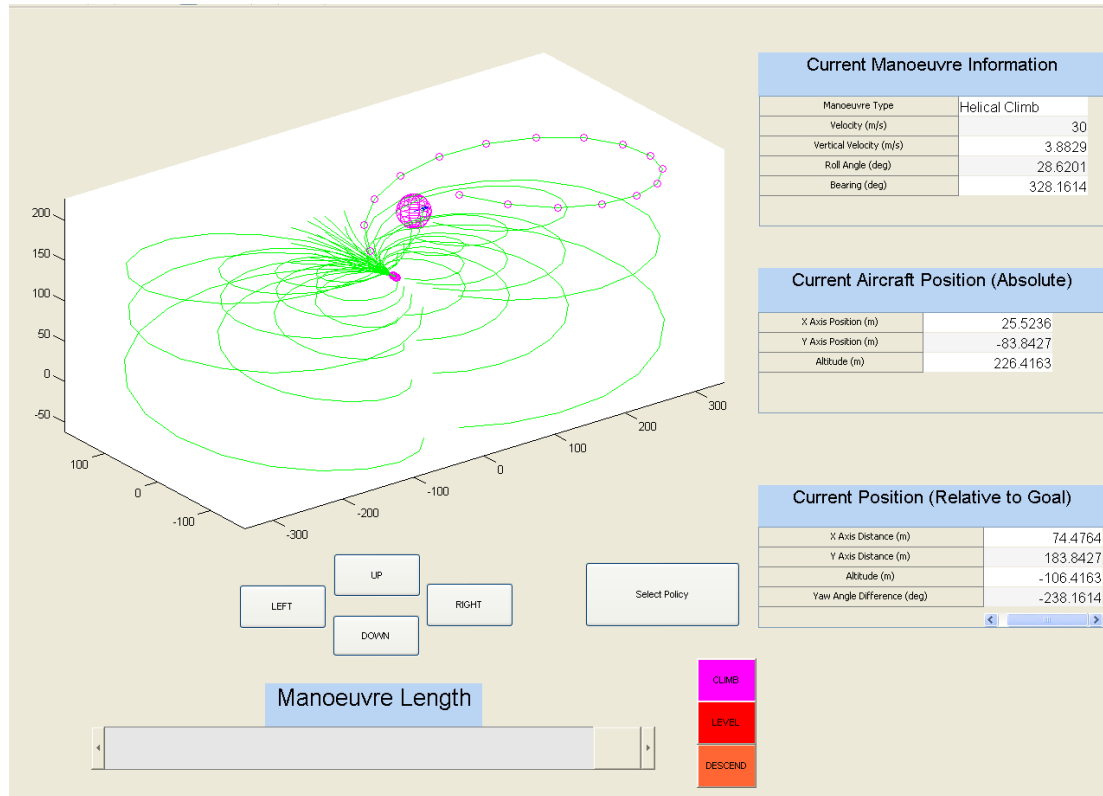 Current Manoeuvre Information
Manoeuvre Type Helical Climb
Velocity (m/s) 30
Vertical Velocity (m/s) 3.8829
Roll Angle (deg) 28.6201
Bearing (deg) 328.1614
200
150
100
50
0
-50
100
0
-100
-300
-200
-100
0
100
200
300
Current Aircraft Position (Absolute)
X Axis Position (m) 25.5236
Y Axis Position (m) -83.8427
Altitude (m) 226.4163
Current Position (Relative to Goal)
X Axis Distance (m) 74.4764
Y Axis Distance (m) 183.8427
Altitude (m) -106.4163
Yaw Angle Difference (deg) -238.1614
UP
LEFT
RIGHT
DOWN
Select Policy
Manoeuvre Length
CLIMB
LEVEL
DESCEND